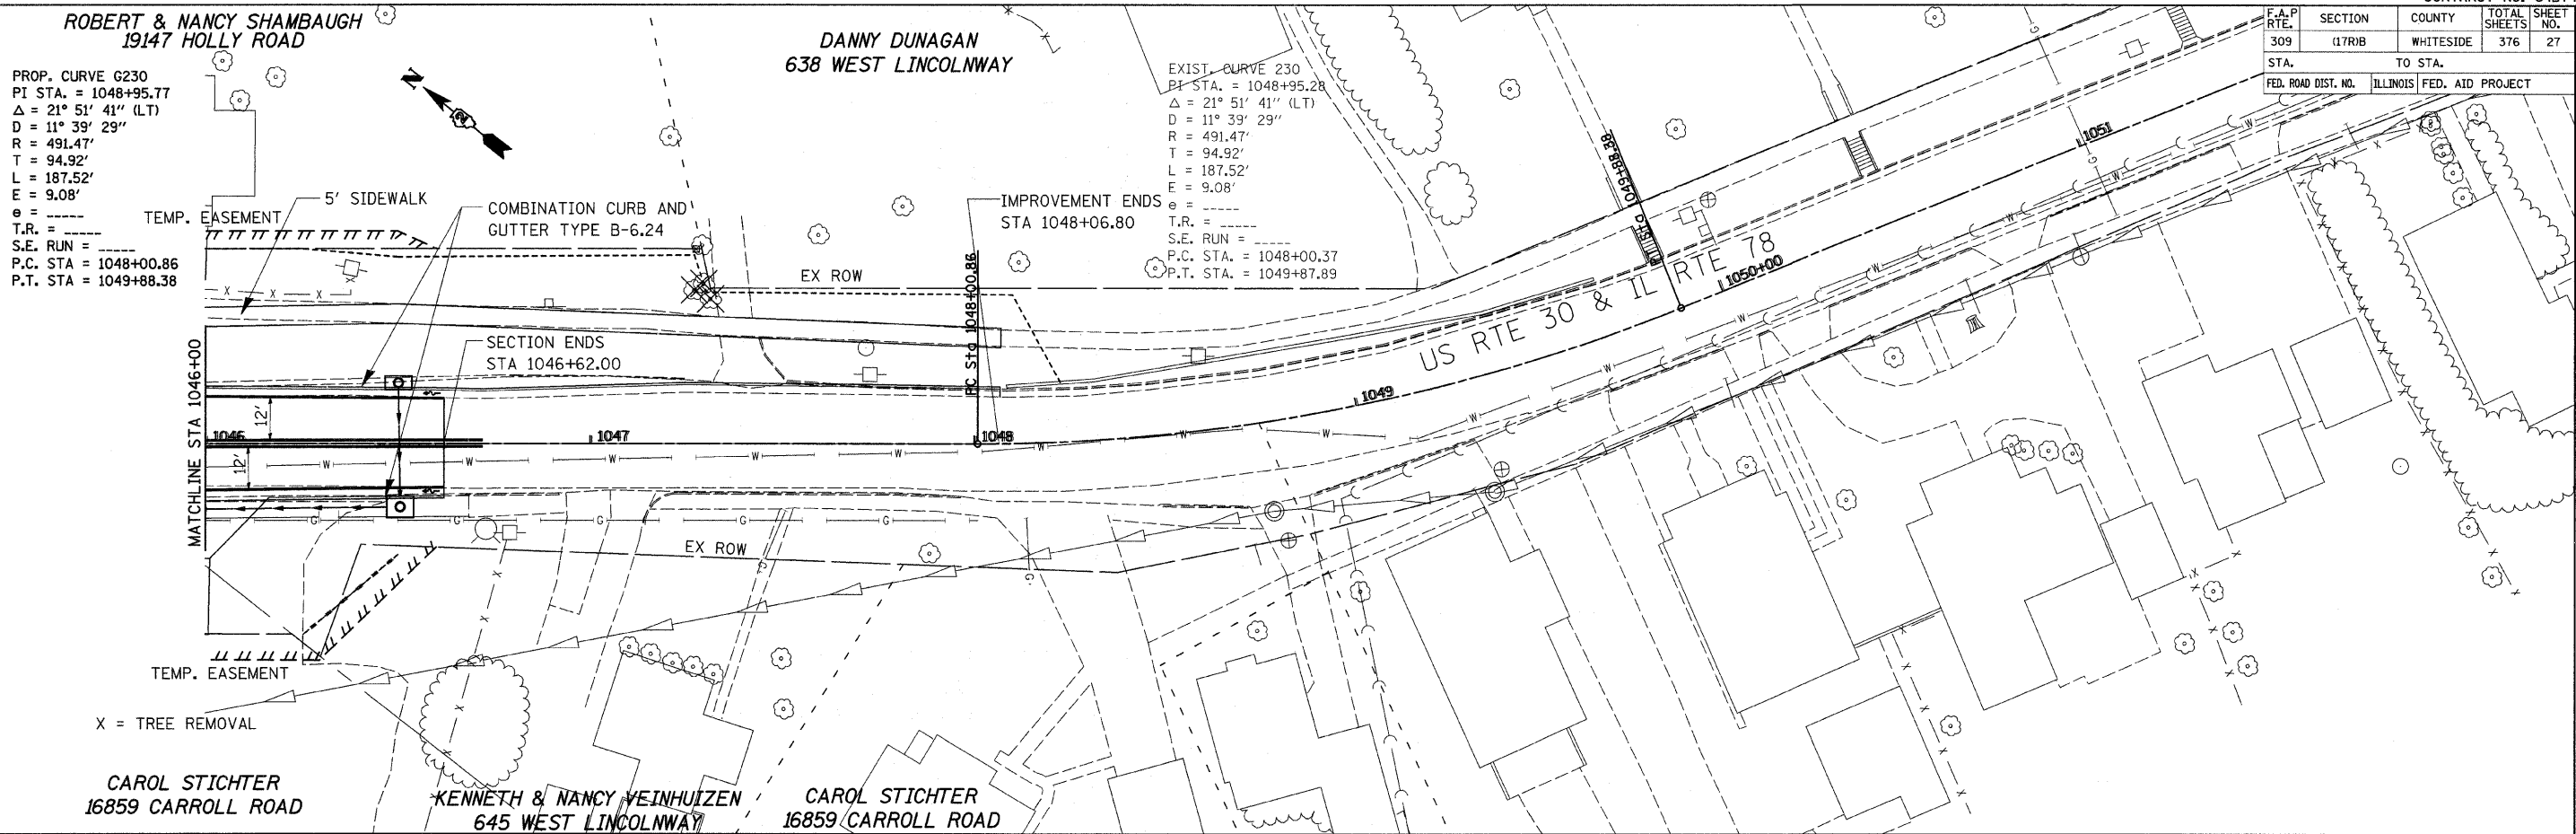 ROBERT & NANCY SHAMBAUGH
19147 HOLLY ROAD
PROP. CURVE G230
PI STA. = 1048+95.77
Δ = 21° 51' 41" (LT)
D = 11° 39' 29"
R = 491.47'
T = 94.92'
L = 187.52'
E = 9.08'
e = _____
T.R. = _____
S.E. RUN = _____
P.C. STA = 1048+00.86
P.T. STA = 1049+88.38
TEMP. EASEMENT
5' SIDEWALK
N
COMBINATION CURB AND
GUTTER TYPE B-6.24
SECTION ENDS
STA 1046+62.00
DANNY DUNAGAN
638 WEST LINCOLNWAY
EX ROW
IMPROVEMENT ENDS
STA 1048+06.80
PC Sta 1048+00.86
EXIST. CURVE 230
PI STA. = 1048+95.28
Δ = 21° 51' 41" (LT)
D = 11° 39' 29"
R = 491.47'
T = 94.92'
L = 187.52'
E = 9.08'
e = _____
T.R. = _____
S.E. RUN = _____
P.C. STA. = 1048+00.37
P.T. STA. = 1049+87.89
F.A.P RTE. SECTION COUNTY TOTAL SHEETS SHEET NO.
309 (17R)B WHITESIDE 376 27
STA. TO STA.
FED. ROAD DIST. NO. ILLINOIS FED. AID PROJECT
US RTE 30 & IL RTE 78
1050+00
1051
1049
1048
1047
1046
12'
12'
MATCHLINE STA 1046+00
EX ROW
TEMP. EASEMENT
X = TREE REMOVAL
CAROL STICHTER
16859 CARROLL ROAD
KENNETH & NANCY VEINHUIZEN
645 WEST LINCOLNWAY
CAROL STICHTER
16859 CARROLL ROAD